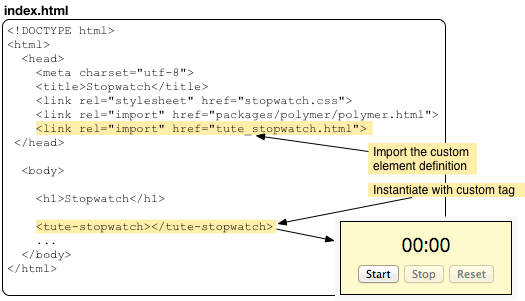 index.html
<!DOCTYPE html>
<html>
<head>
<meta charset="utf-8">
<title>Stopwatch</title>
<link rel="stylesheet" href="stopwatch.css">
<link rel="import" href="packages/polymer/polymer.html">
<link rel="import" href="tute_stopwatch.html">
</head>
Import the custom
element definition
<body>
Instantiate with custom tag
<h1>Stopwatch</h1>
<tute-stopwatch></tute-stopwatch>
...
</body>
</html>
00:00
Start Stop Reset